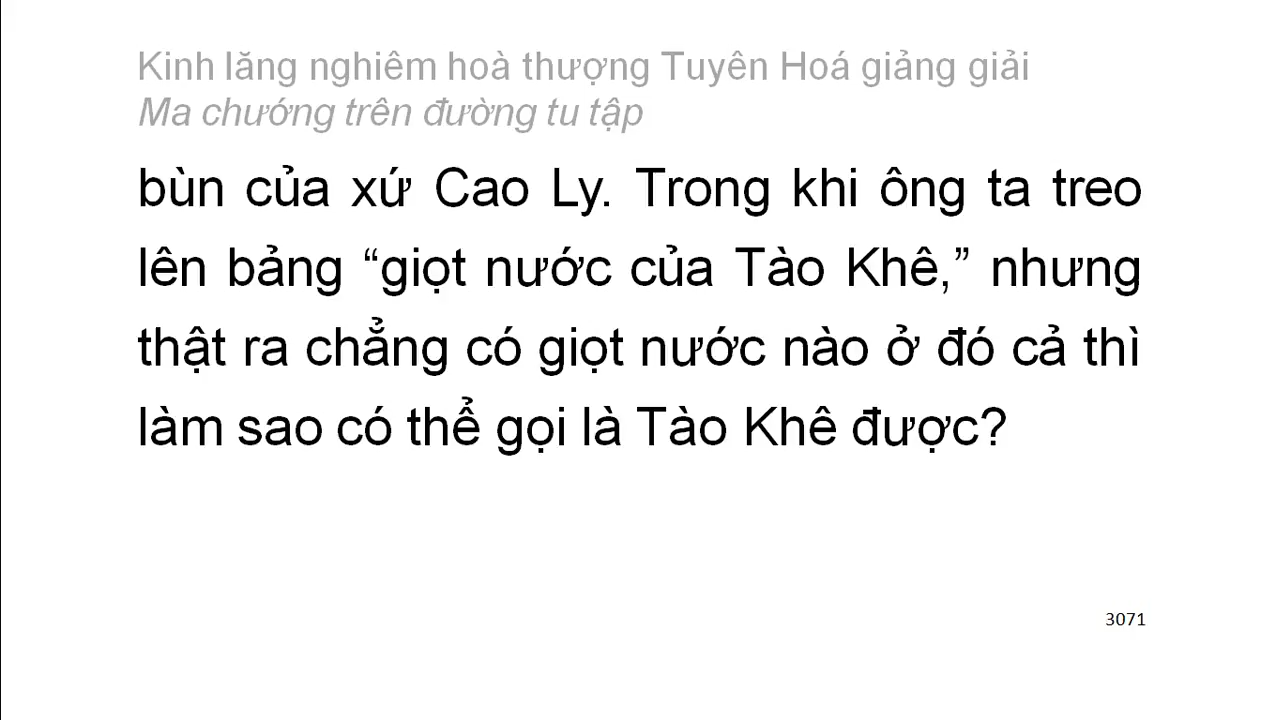 Kinh lăng nghiêm hoà thượng Tuyên Hoá giảng giải
Ma chướng trên đường tu tập
bùn của xứ Cao Ly. Trong khi ông ta treo
lên bảng “giọt nước của Tào Khê,” nhưng
thật ra chẳng có giọt nước nào ở đó cả thì
làm sao có thể gọi là Tào Khê được?
3071